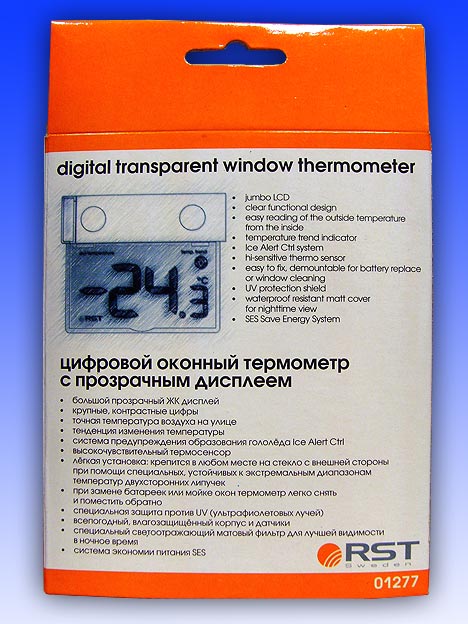 digital transparent window thermometer
-24.3
RST
jumbo LCD
clear functional design
easy reading of the outside temperature
from the inside
temperature trend indicator
Ice Alert Ctrl system
hi-sensitive thermo sensor
easy to fix, demountable for battery replace
or window cleaning
UV protection shield
waterproof resistant matt cover
for nighttime view
SES Save Energy System
цифровой оконный термометр
с прозрачным дисплеем
большой прозрачный ЖК дисплей
крупные, контрастные цифры
точная температура воздуха на улице
тенденция изменения температуры
система предупреждения образования гололёда Ice Alert Ctrl
высокочувствительный термосенсор
лёгкая установка: крепится в любом месте на стекло с внешней стороны
при помощи специальных, устойчивых к экстремальным диапазонам
температур двухсторонних липучек
при замене батареек или мойке окон термометр легко снять
и поместить обратно
специальная защита против UV (ультрафиолетовых лучей)
всепогодный, влагозащищённый корпус и датчики
специальный светоотражающий матовый фильтр для лучшей видимости
в ночное время
система экономии питания SES
RST
Sweden
01277